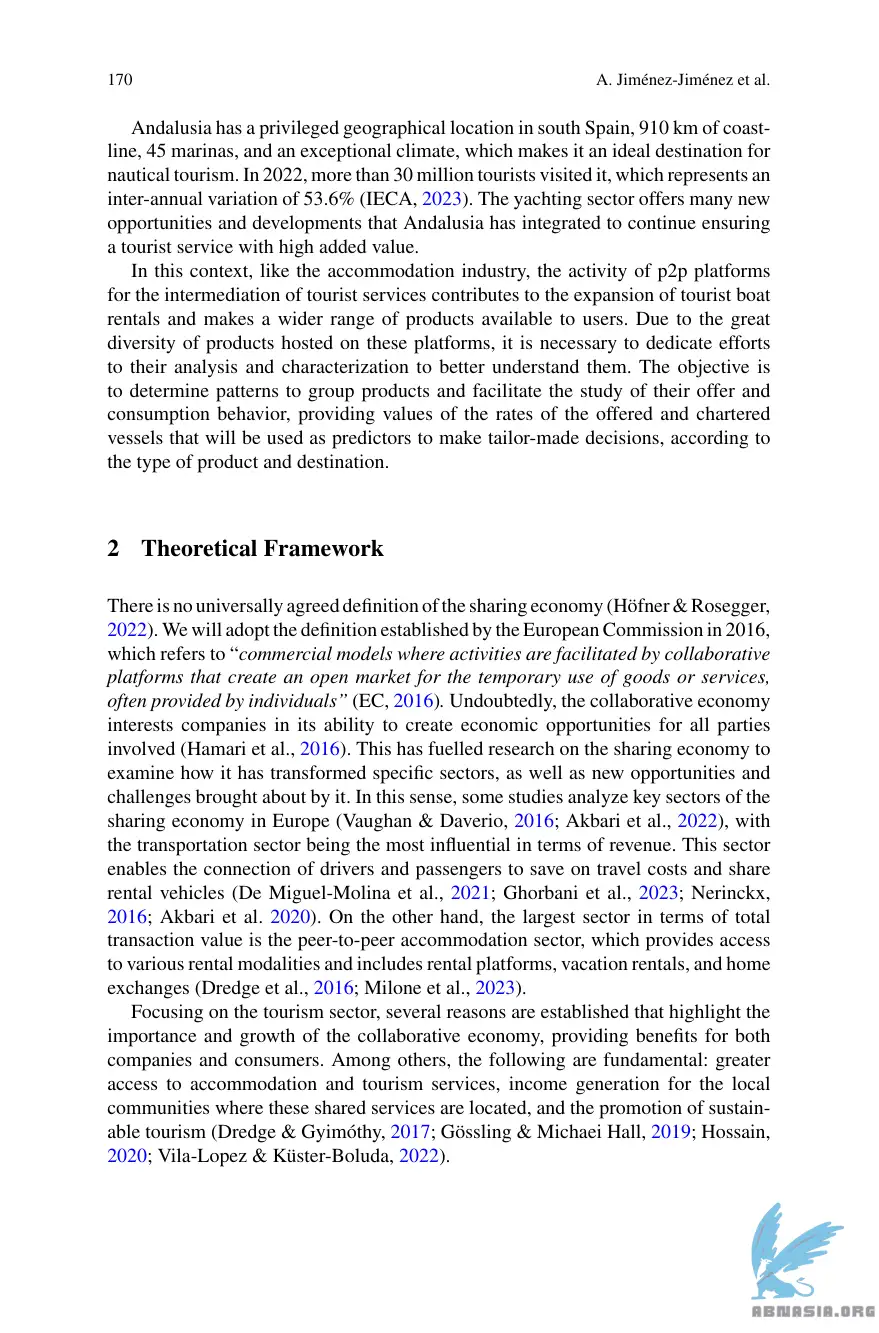 170
A. Jiménez-Jiménez et al.
Andalusia has a privileged geographical location in south Spain, 910 km of coast-
line, 45 marinas, and an exceptional climate, which makes it an ideal destination for
nautical tourism. In 2022, more than 30 million tourists visited it, which represents an
inter-annual variation of 53.6% (IECA, 2023). The yachting sector offers many new
opportunities and developments that Andalusia has integrated to continue ensuring
a tourist service with high added value.
In this context, like the accommodation industry, the activity of p2p platforms
for the intermediation of tourist services contributes to the expansion of tourist boat
rentals and makes a wider range of products available to users. Due to the great
diversity of products hosted on these platforms, it is necessary to dedicate efforts
to their analysis and characterization to better understand them. The objective is
to determine patterns to group products and facilitate the study of their offer and
consumption behavior, providing values of the rates of the offered and chartered
vessels that will be used as predictors to make tailor-made decisions, according to
the type of product and destination.
2 Theoretical Framework
There is no universally agreed definition of the sharing economy (Höfner & Rosegger,
2022). We will adopt the definition established by the European Commission in 2016,
which refers to “commercial models where activities are facilitated by collaborative
platforms that create an open market for the temporary use of goods or services,
often provided by individuals” (EC, 2016). Undoubtedly, the collaborative economy
interests companies in its ability to create economic opportunities for all parties
involved (Hamari et al., 2016). This has fuelled research on the sharing economy to
examine how it has transformed specific sectors, as well as new opportunities and
challenges brought about by it. In this sense, some studies analyze key sectors of the
sharing economy in Europe (Vaughan & Daverio, 2016; Akbari et al., 2022), with
the transportation sector being the most influential in terms of revenue. This sector
enables the connection of drivers and passengers to save on travel costs and share
rental vehicles (De Miguel-Molina et al., 2021; Ghorbani et al., 2023; Nerinckx,
2016; Akbari et al. 2020). On the other hand, the largest sector in terms of total
transaction value is the peer-to-peer accommodation sector, which provides access
to various rental modalities and includes rental platforms, vacation rentals, and home
exchanges (Dredge et al., 2016; Milone et al., 2023).
Focusing on the tourism sector, several reasons are established that highlight the
importance and growth of the collaborative economy, providing benefits for both
companies and consumers. Among others, the following are fundamental: greater
access to accommodation and tourism services, income generation for the local
communities where these shared services are located, and the promotion of sustain-
able tourism (Dredge & Gyimóthy, 2017; Gössling & Michaei Hall, 2019; Hossain,
2020; Vila-Lopez & Küster-Boluda, 2022).
ABNASIA.ORG